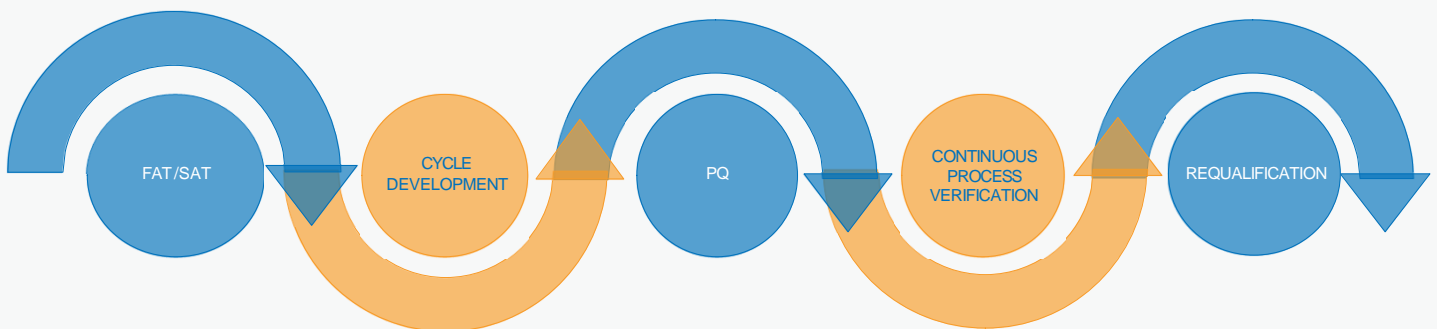 FAT/SAT
CYCLE
DEVELOPMENT
PQ
CONTINUOUS
PROCESS
VERIFICATION
REQUALIFICATION